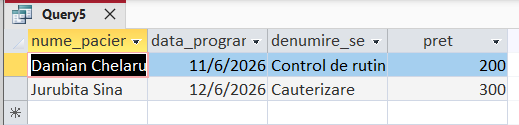 Query5
nume_pacier data_prograr denumire_se pret
Damian Chelaru 11/6/2026 Control de rutin 200
Jurubita Sina 12/6/2026 Cauterizare 300